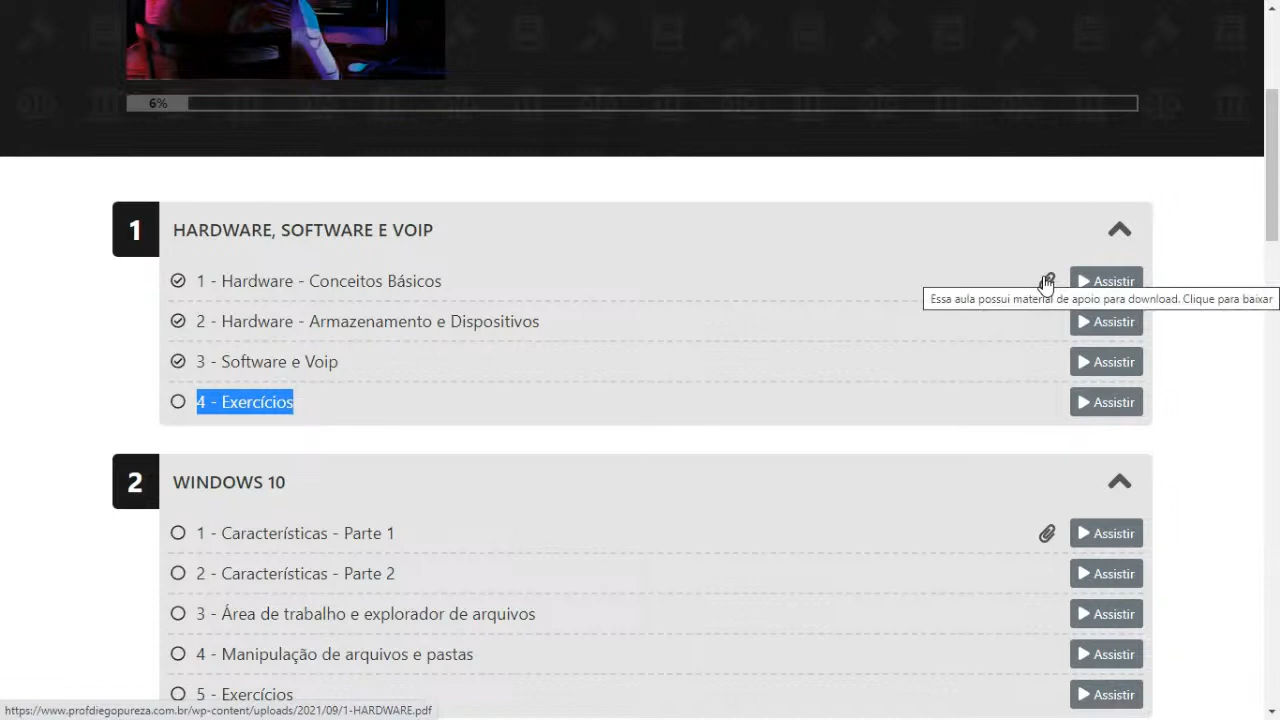 6%
1
HARDWARE, SOFTWARE E VOIP
1 - Hardware - Conceitos Básicos
Assistir
Essa aula possui material de apoio para download. Clique para baixar
2 - Hardware - Armazenamento e Dispositivos
Assistir
3 - Software e Voip
Assistir
4 - Exercícios
Assistir
2
WINDOWS 10
1 - Características - Parte 1
Assistir
2 - Características - Parte 2
Assistir
3 - Área de trabalho e explorador de arquivos
Assistir
4 - Manipulação de arquivos e pastas
Assistir
5 - Exercícios
Assistir
https://www.profdiegopureza.com.br/wp-content/uploads/2021/09/1-HARDWARE.pdf